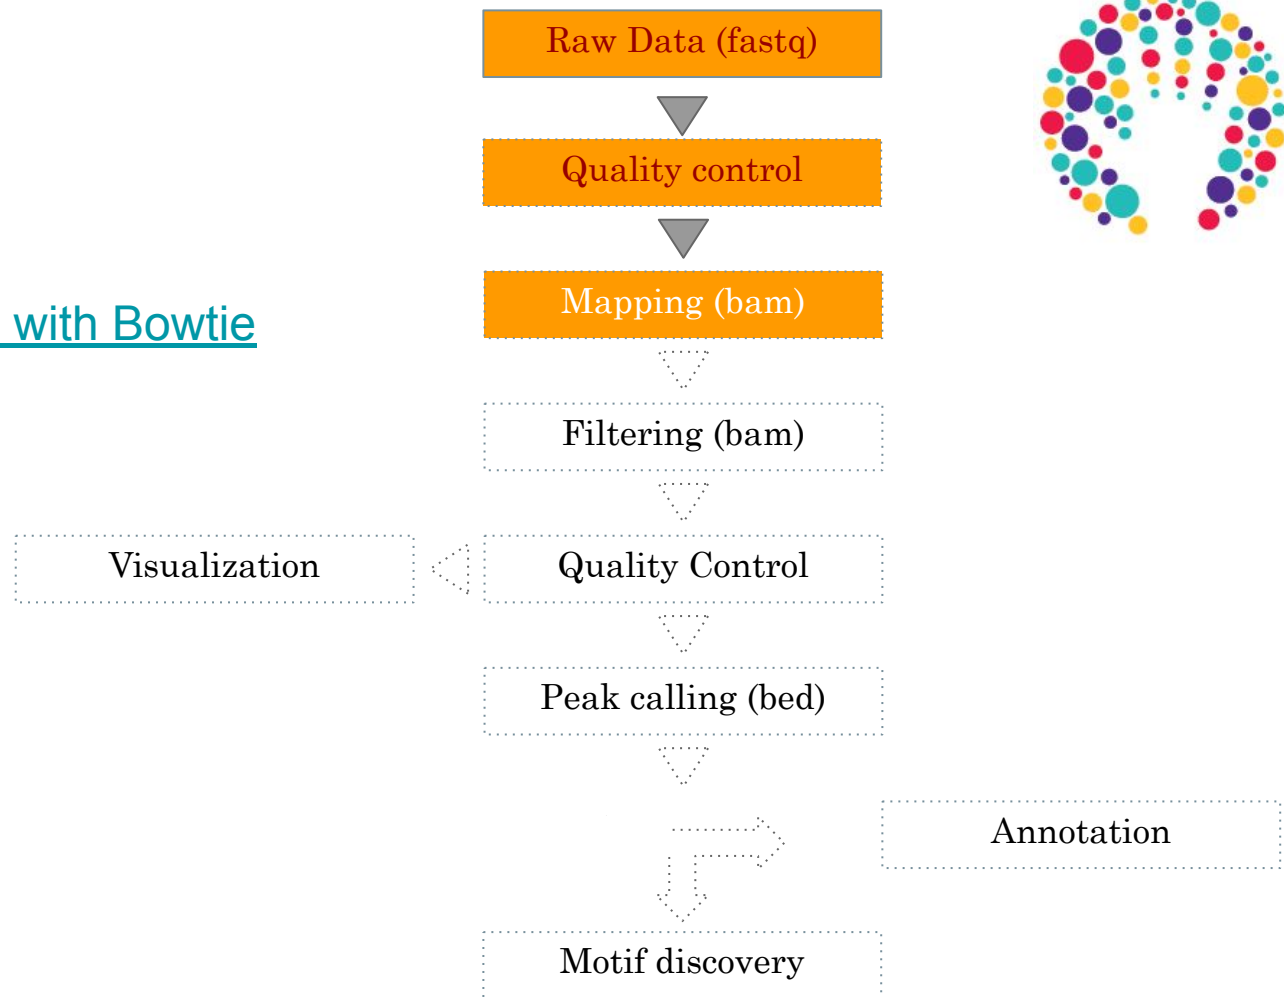 Raw Data (fastq)
Quality control
with Bowtie
Mapping (bam)
Filtering (bam)
Visualization
Quality Control
Peak calling (bed)
Annotation
Motif discovery